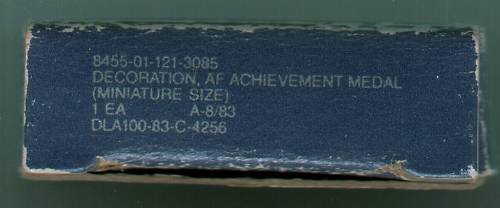 8455-01-121-3085
DECORATION, AF ACHIEVEMENT MEDAL
(MINIATURE SIZE)
1 EA A-8/83
DLA100-83-C-4256